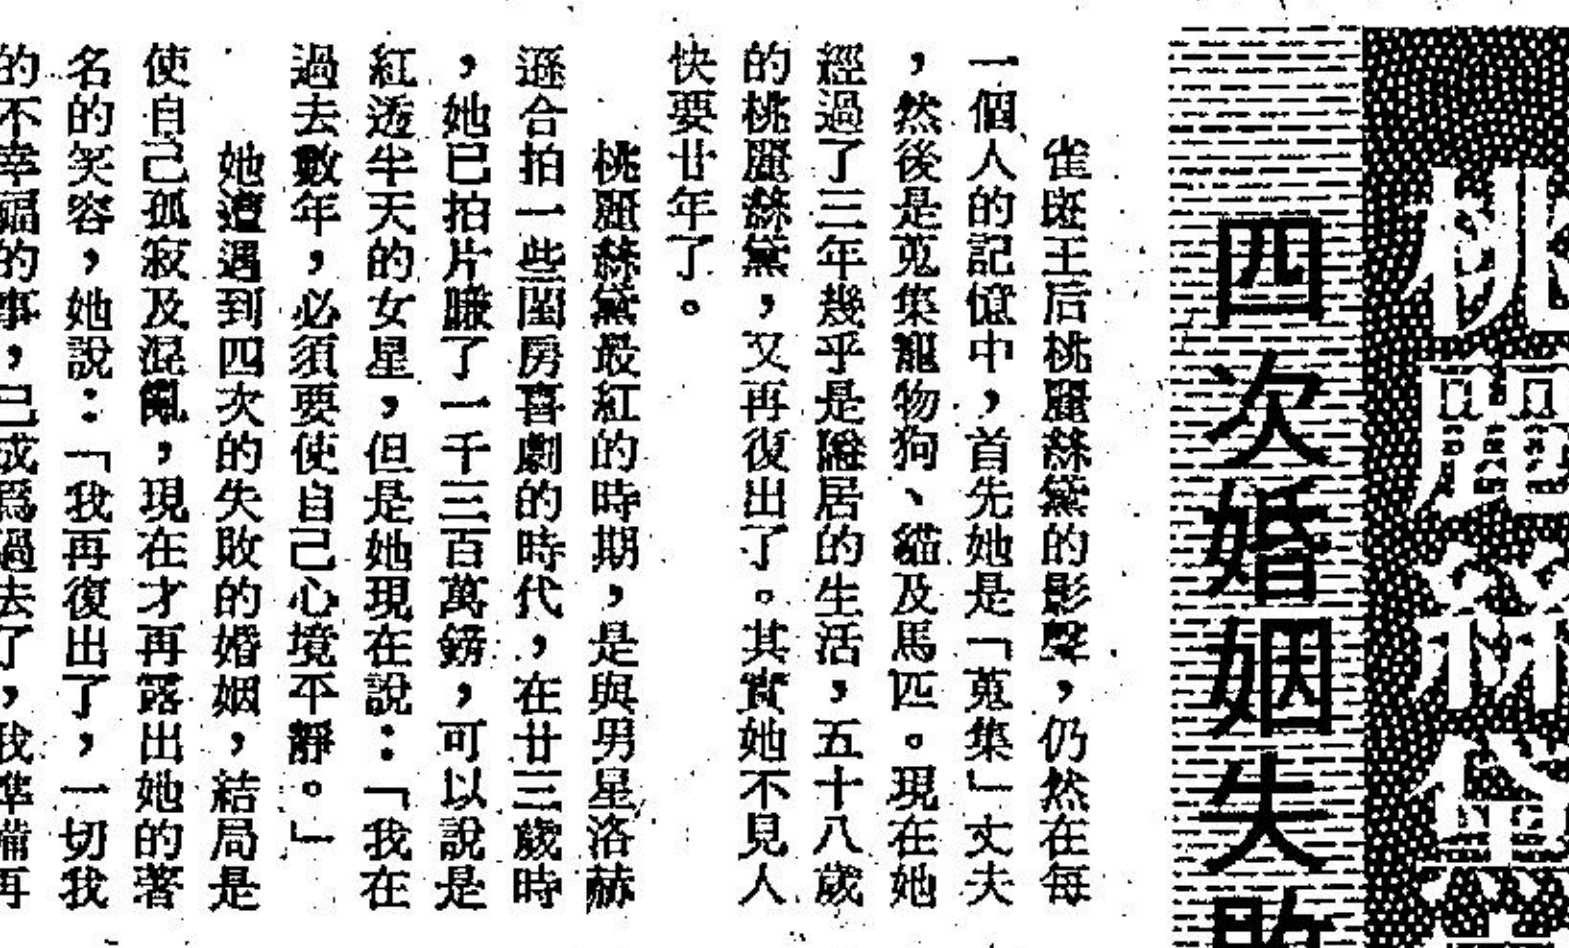 桃麗絲黛
四次婚姻失敗
雀斑王后桃麗絲黛的影聲，仍然在每
一個人的記憶中，首先她是「蒐集」丈夫
，然後是蒐集寵物狗、貓及馬匹。現在她
經過了三年幾乎是隱居的生活，五十八歲
的桃麗絲黛，又再復出了。其實她不見人
快要廿年了。
桃麗絲黛最紅的時期，是與男星洛赫
遜合拍一些閨房喜劇的時代，在廿三歲時
，她已拍片賺了一千三百萬鎊，可以說是
紅透半天的女星，但是她現在說：「我在
過去數年，必須要使自己心境平靜。」
她遭遇到四次的失敗的婚姻，結局是
使自己孤寂及混亂，現在才再露出她的著
名的笑容，她說：「我再復出了，一切我
的不幸福的事，已成爲過去了，我準備再